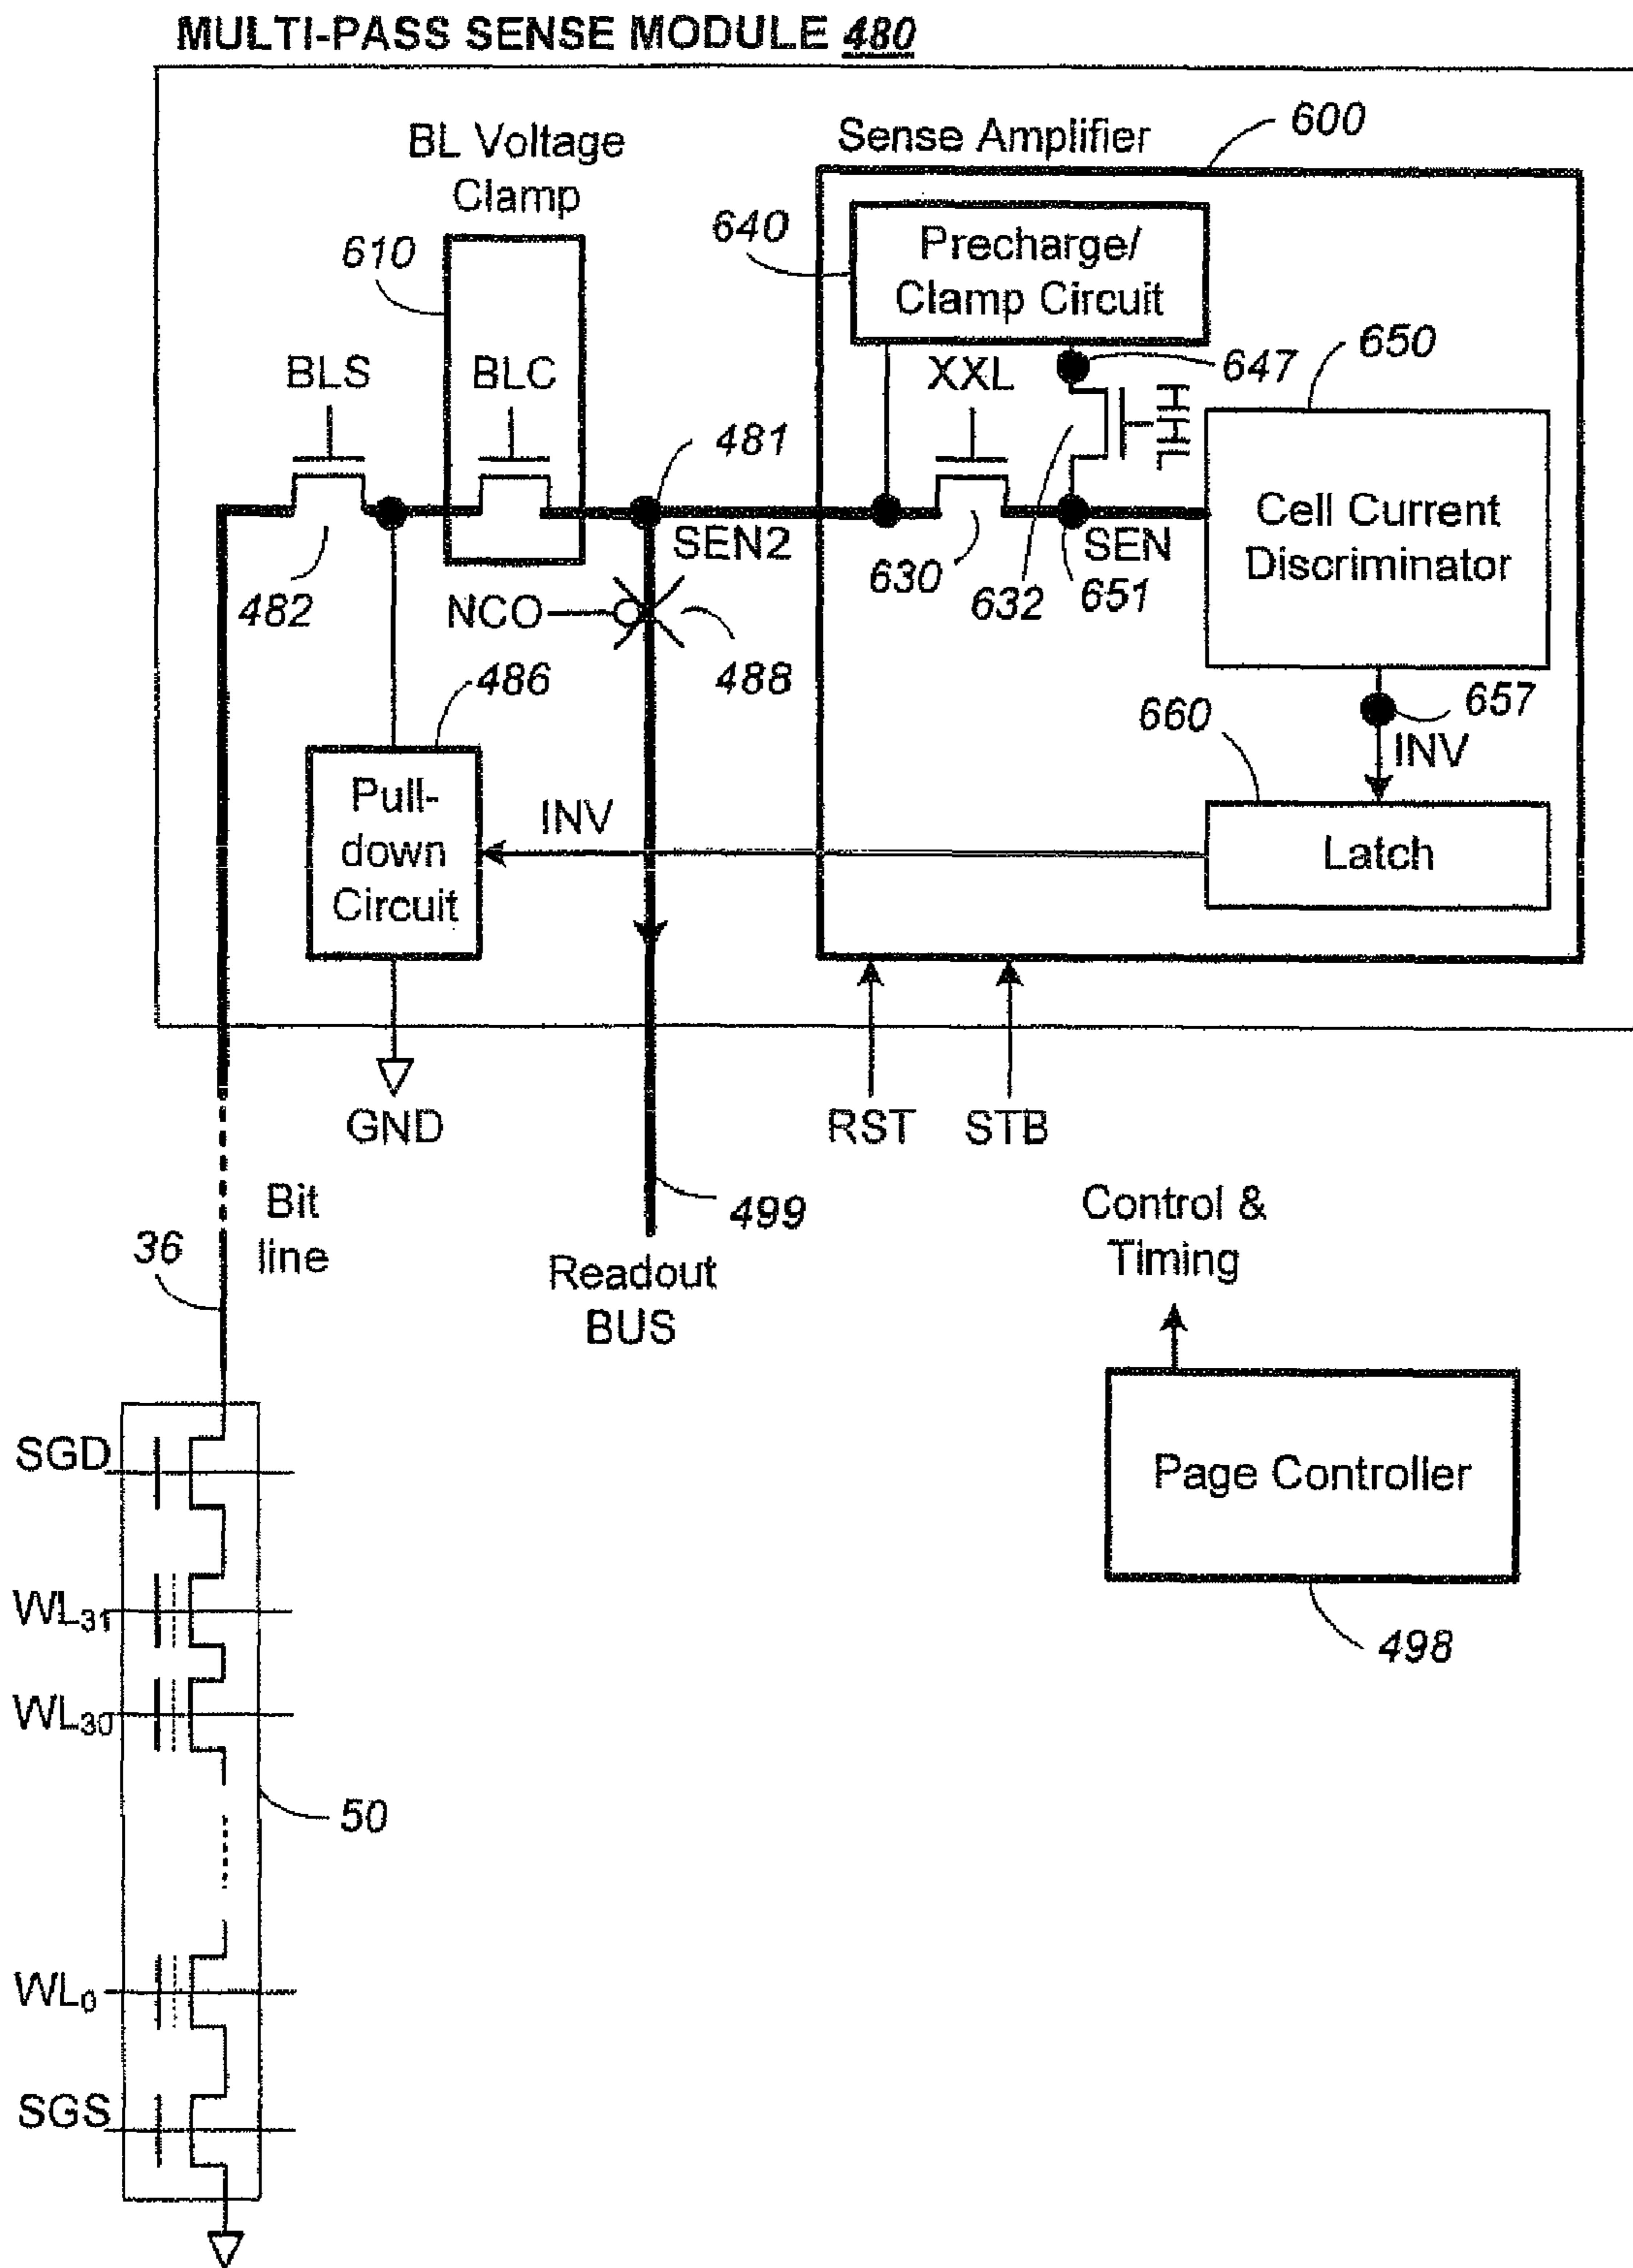 MULTI-PASS SENSE MODULE 480
BL Voltage
Clamp
Sense Amplifier
600
610
640
Precharge/
Clamp Circuit
647
650
BLS
BLC
XXL
HHL
481
482
SEN2
630
632
SEN
651
Cell Current
Discriminator
NCO
488
486
657
INV
660
Pull-
down
Circuit
INV
Latch
GND
RST
STB
Bit
line
36
499
Readout
BUS
Control &
Timing
Page Controller
498
SGD
WL31
WL30
50
WL0
SGS